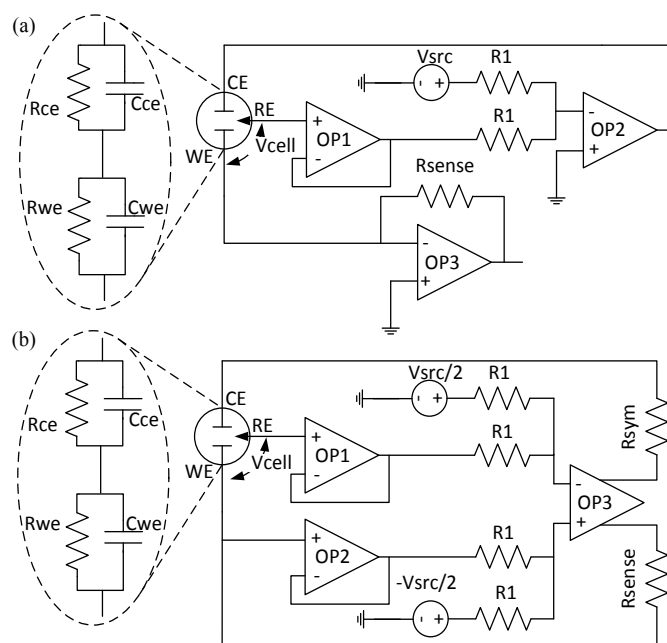 (a)
Vsrc
R1
CE
Rce
Cce
RE
- +
+
OP1
-
R1
-
OP2
+
WE
Vcell
Rsense
Rwe
Cwe
-
OP3
+
(b)
Vsrc/2
R1
CE
- +
Rce
Cce
RE
R1
Rsym
+
OP1
-
WE
Vcell
-
OP3
+
Rwe
Cwe
+
OP2
-
R1
-Vsrc/2
R1
- +
Rsense